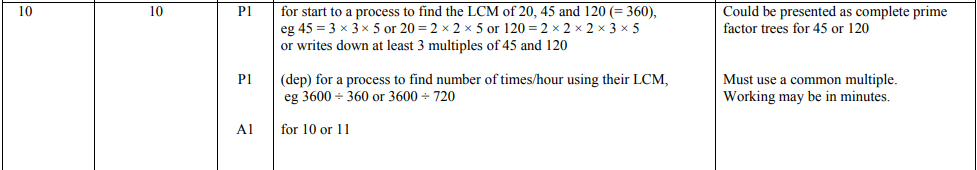 10 10 P1 for start to a process to find the LCM of 20, 45 and 120 (= 360), Could be presented as complete prime
eg 45 = 3 × 3 × 5 or 20 = 2 × 2 × 5 or 120 = 2 × 2 × 2 × 3 × 5 factor trees for 45 or 120
or writes down at least 3 multiples of 45 and 120
P1 (dep) for a process to find number of times/hour using their LCM, Must use a common multiple.
eg 3600 ÷ 360 or 3600 ÷ 720 Working may be in minutes.
A1 for 10 or 11